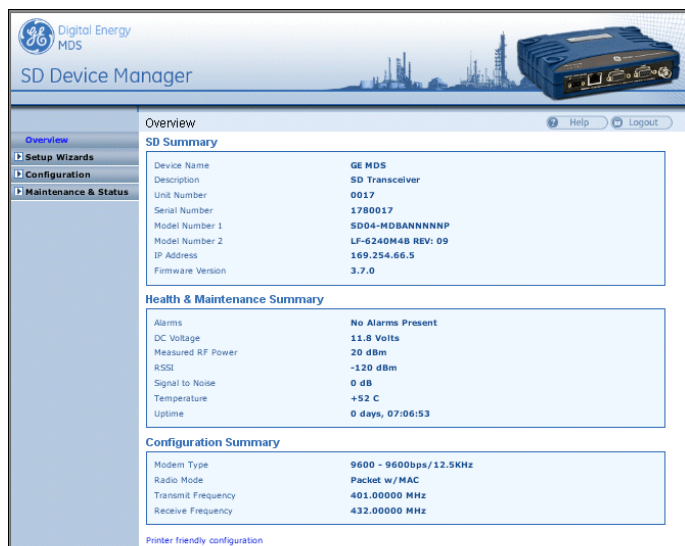 Digital Energy
MDS
SD Device Manager
Overview
Help
Logout
Overview
Setup Wizards
Configuration
Maintenance & Status
SD Summary
Device Name GE MDS
Description SD Transceiver
Unit Number 0017
Serial Number 1780017
Model Number 1 SD04-MDBANNNNNP
Model Number 2 LF-6240M4B REV: 09
IP Address 169.254.66.5
Firmware Version 3.7.0
Health & Maintenance Summary
Alarms No Alarms Present
DC Voltage 11.8 Volts
Measured RF Power 20 dBm
RSSI -120 dBm
Signal to Noise 0 dB
Temperature +52 C
Uptime 0 days, 07:06:53
Configuration Summary
Modem Type 9600 - 9600bps/12.5KHz
Radio Mode Packet w/MAC
Transmit Frequency 401.00000 MHz
Receive Frequency 432.00000 MHz
Printer friendly configuration